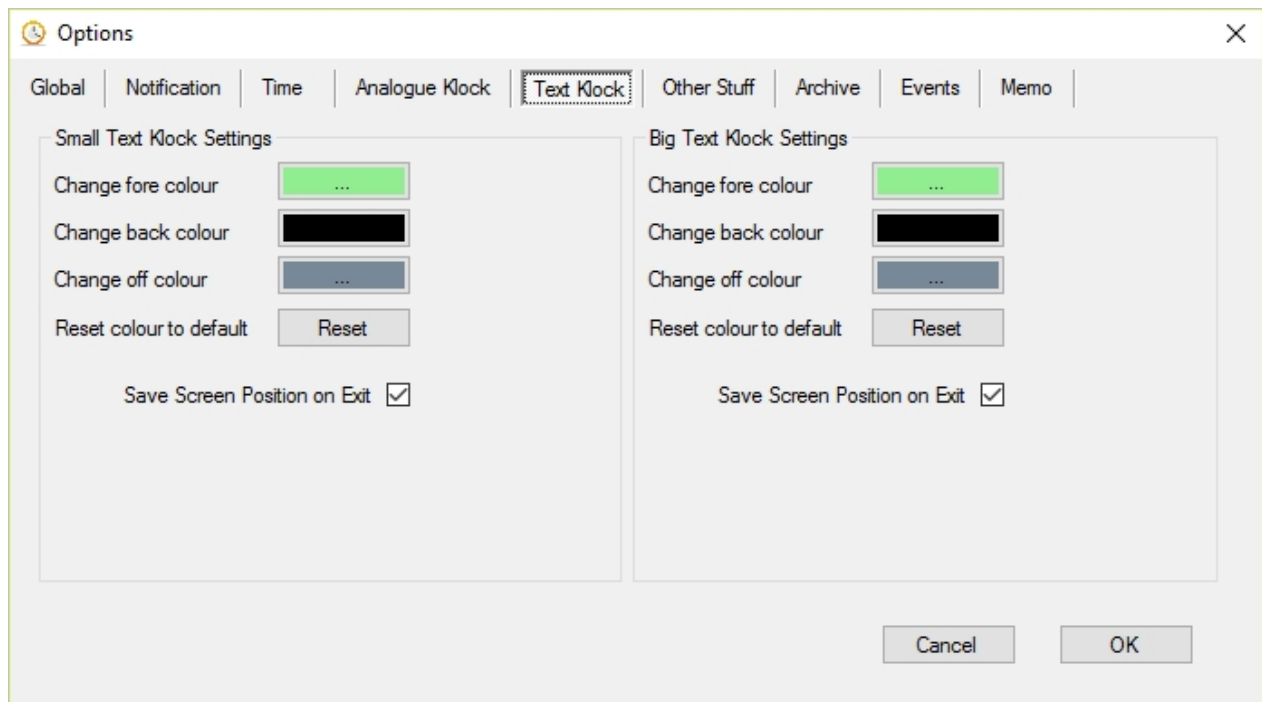 Options
Global Notification Time Analogue Klock Text Klock Other Stuff Archive Events Memo
Small Text Klock Settings
Change fore colour ...
Change back colour
Change off colour ...
Reset colour to default Reset
Save Screen Position on Exit
Big Text Klock Settings
Change fore colour ...
Change back colour
Change off colour ...
Reset colour to default Reset
Save Screen Position on Exit
Cancel OK